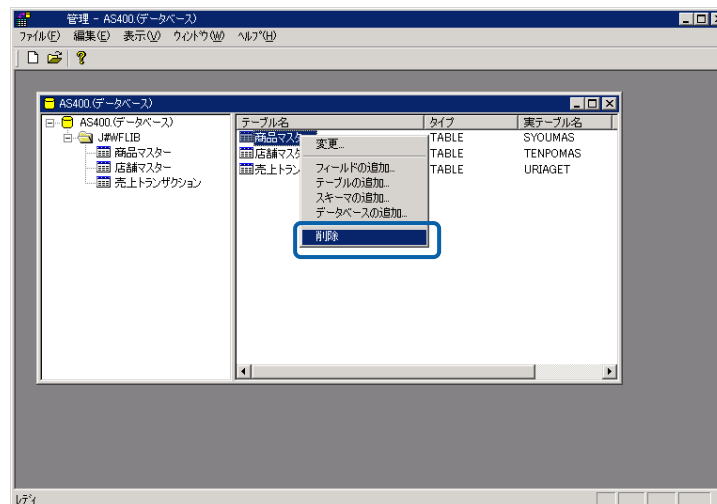 管理 - AS400.(データベース)
ファイル(F) 編集(E) 表示(V) ウィンドウ(W) ヘルプ(H)
AS400.(データベース)
AS400.(データベース)
J#WFLIB
商品マスター
店舗マスター
売上トランザクション
テーブル名 タイプ 実テーブル名
商品マスター TABLE SYOUMAS
店舗マスタ TABLE TENPOMAS
売上トラン TABLE URIAGET
変更...
フィールドの追加...
テーブルの追加...
スキーマの追加...
データベースの追加...
削除
レディ